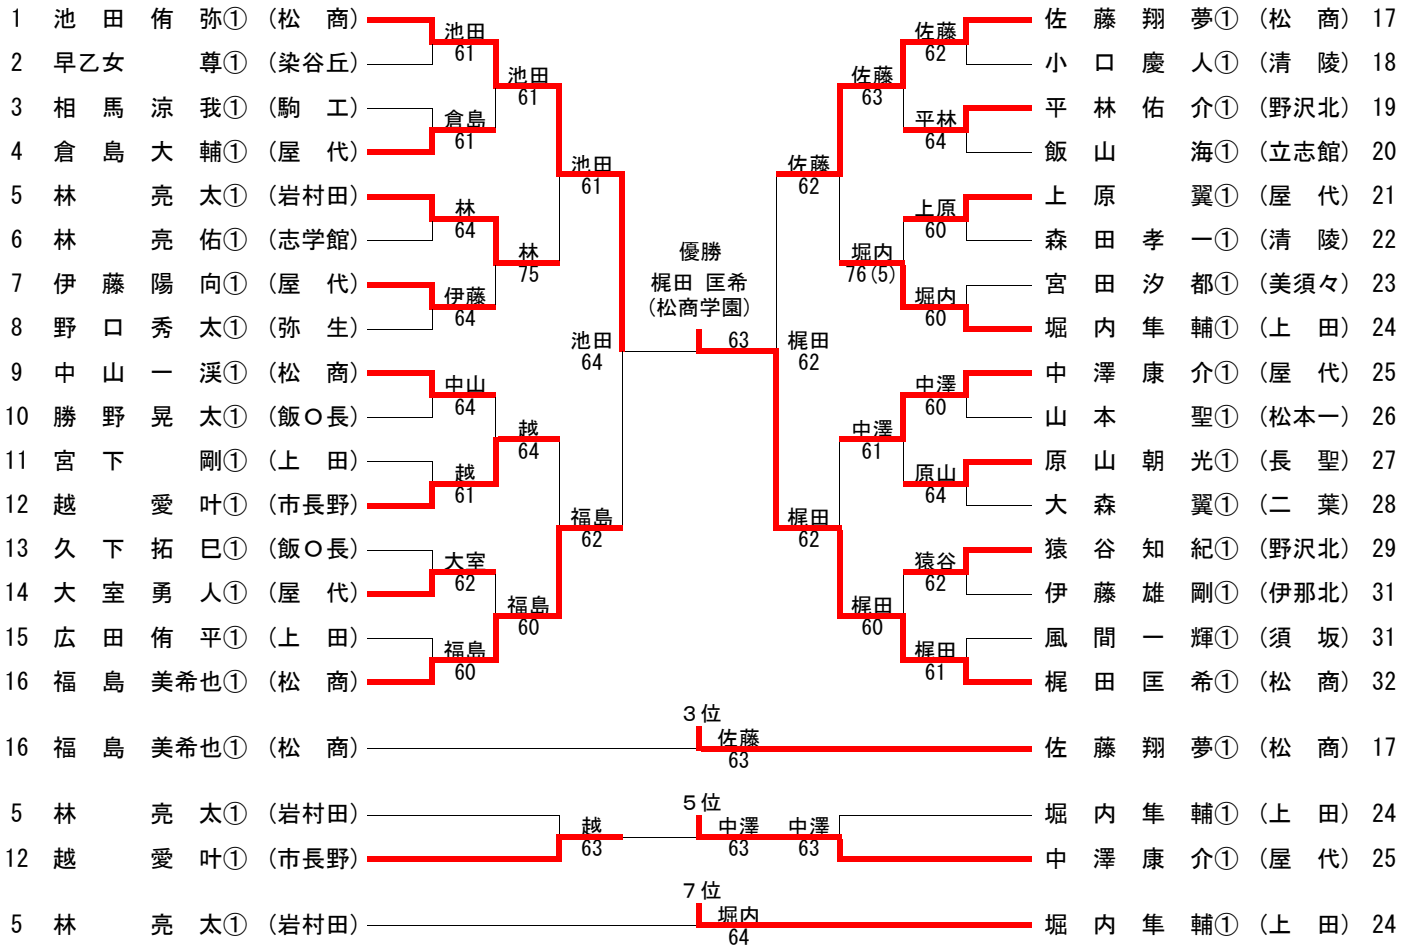 1 池 田 侑 弥① （松 商） 佐 藤 翔 夢① （松 商） 17
池田 佐藤
61 62
2 早乙女 尊① （染谷丘） 小 口 慶 人① （清 陵） 18
池田 佐藤
61 63
3 相 馬 涼 我① （駒 工） 平 林 佑 介① （野沢北） 19
倉島 平林
61 64
4 倉 島 大 輔① （屋 代） 飯 山 海① （立志館） 20
池田 佐藤
61 62
5 林 亮 太① （岩村田） 上 原 翼① （屋 代） 21
林 上原
64 60
6 林 亮 佑① （志学館） 森 田 孝 一① （清 陵） 22
林 優勝 堀内
75 76(5)
7 伊 藤 陽 向① （屋 代） 梶田 匡希 宮 田 汐 都① （美須々） 23
伊藤 （松商学園） 堀内
64 60
8 野 口 秀 太① （弥 生） 堀 内 隼 輔① （上 田） 24
池田 63 梶田
64 62
9 中 山 一 渓① （松 商） 中 澤 康 介① （屋 代） 25
中山 中澤
64 60
10 勝 野 晃 太① （飯Ｏ長） 山 本 聖① （松本一） 26
越 中澤
64 61
11 宮 下 剛① （上 田） 原 山 朝 光① （長 聖） 27
越 原山
61 64
12 越 愛 叶① （市長野） 大 森 翼① （二 葉） 28
福島 梶田
62 62
13 久 下 拓 巳① （飯Ｏ長） 猿 谷 知 紀① （野沢北） 29
大室 猿谷
62 62
14 大 室 勇 人① （屋 代） 伊 藤 雄 剛① （伊那北） 31
福島 梶田
60 60
15 広 田 侑 平① （上 田） 風 間 一 輝① （須 坂） 31
福島 梶田
60 61
16 福 島 美希也① （松 商） 梶 田 匡 希① （松 商） 32
３位
16 福 島 美希也① （松 商） 佐藤 佐 藤 翔 夢① （松 商） 17
63
５位
5 林 亮 太① （岩村田） 堀 内 隼 輔① （上 田） 24
越 中澤 中澤
63 63 63
12 越 愛 叶① （市長野） 中 澤 康 介① （屋 代） 25
７位
5 林 亮 太① （岩村田） 堀内 堀 内 隼 輔① （上 田） 24
64